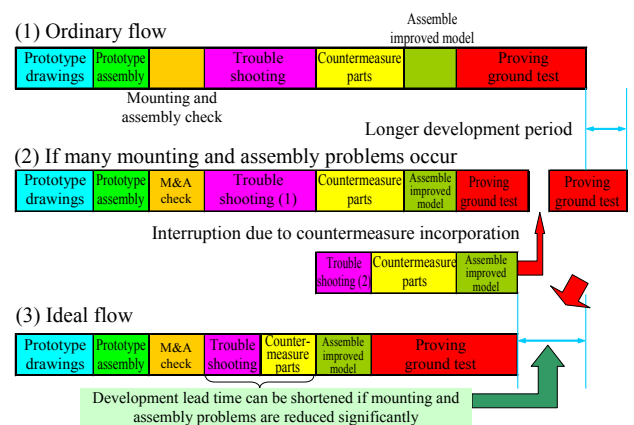 (1) Ordinary flow
Assemble
improved model
Prototype
drawings
Prototype
assembly
Trouble
shooting
Countermeasure
parts
Proving
ground test
Mounting and
assembly check
Longer development period
(2) If many mounting and assembly problems occur
Prototype
drawings
Prototype
assembly
M&A
check
Trouble
shooting (1)
Countermeasure
parts
Assemble
improved
model
Proving
ground test
Proving
ground test
Interruption due to countermeasure incorporation
Trouble
shooting (2)
Countermeasure
parts
Assemble
improved
model
(3) Ideal flow
Prototype
drawings
Prototype
assembly
M&A
check
Trouble
shooting
Counter-
measure
parts
Assemble
improved
model
Proving
ground test
Development lead time can be shortened if mounting and
assembly problems are reduced significantly